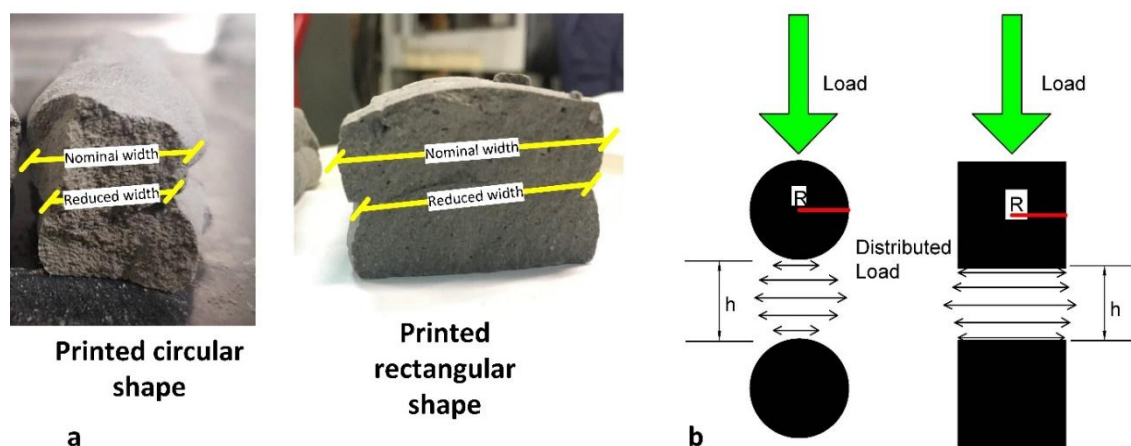 Nominal width
Reduced width
Printed circular
shape
Nominal width
Reduced width
Printed
rectangular
shape
a
Load
R
Distributed
Load
h
Load
R
h
b